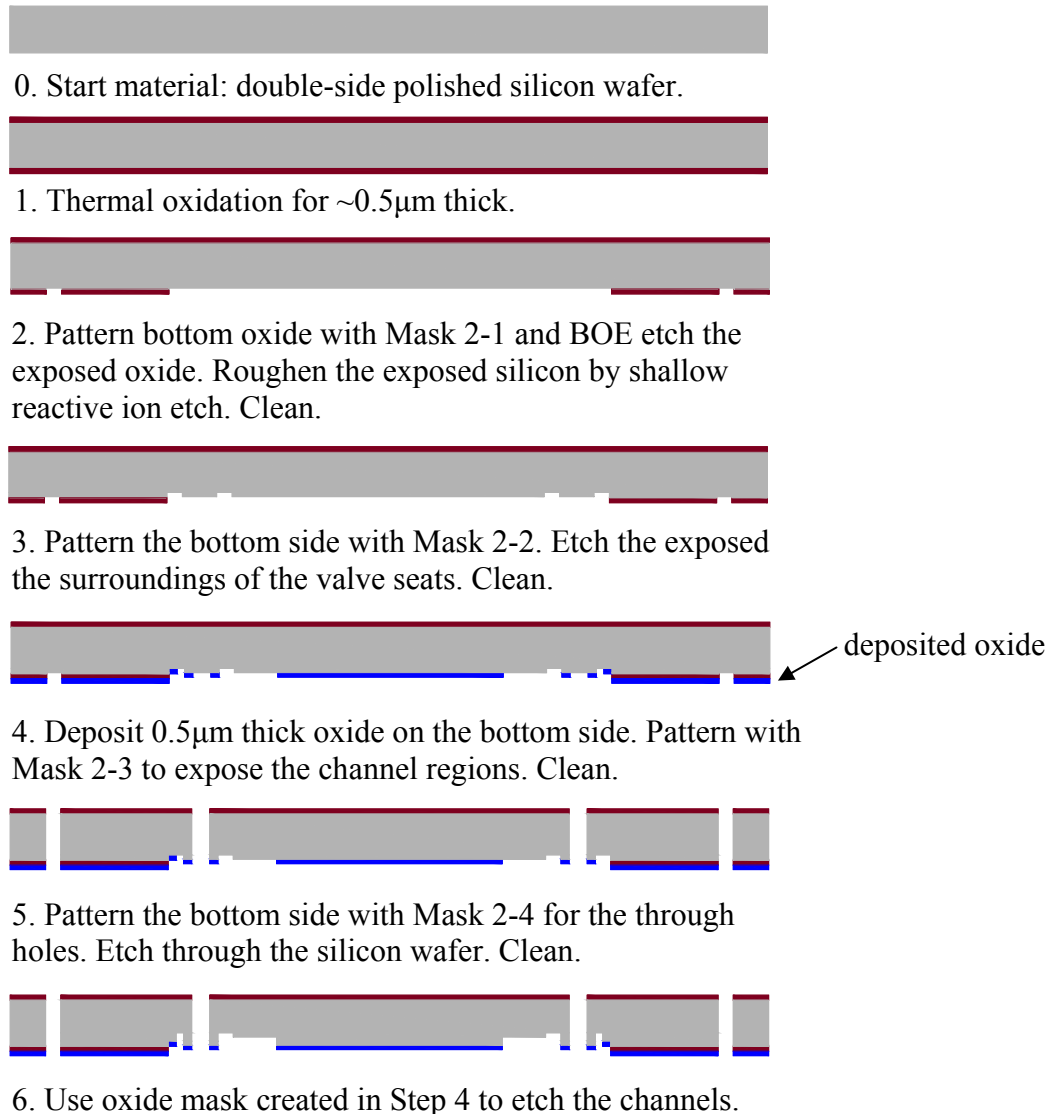 0. Start material: double-side polished silicon wafer.
1. Thermal oxidation for ~0.5μm thick.
2. Pattern bottom oxide with Mask 2-1 and BOE etch the
exposed oxide. Roughen the exposed silicon by shallow
reactive ion etch. Clean.
3. Pattern the bottom side with Mask 2-2. Etch the exposed
the surroundings of the valve seats. Clean.
deposited oxide
4. Deposit 0.5μm thick oxide on the bottom side. Pattern with
Mask 2-3 to expose the channel regions. Clean.
5. Pattern the bottom side with Mask 2-4 for the through
holes. Etch through the silicon wafer. Clean.
6. Use oxide mask created in Step 4 to etch the channels.